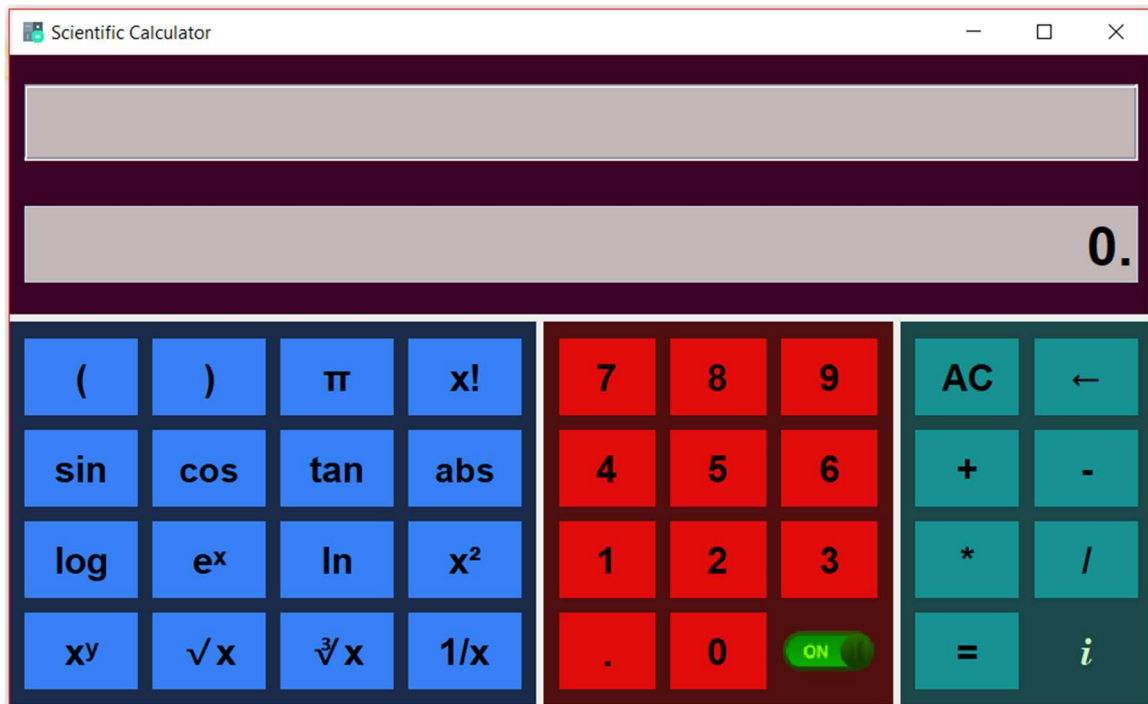 Scientific Calculator
0.
( ) π x! 7 8 9 AC ←
sin cos tan abs 4 5 6 + -
log eˣ ln x² 1 2 3 * /
xʸ √x ∛x 1/x . 0 ON = i